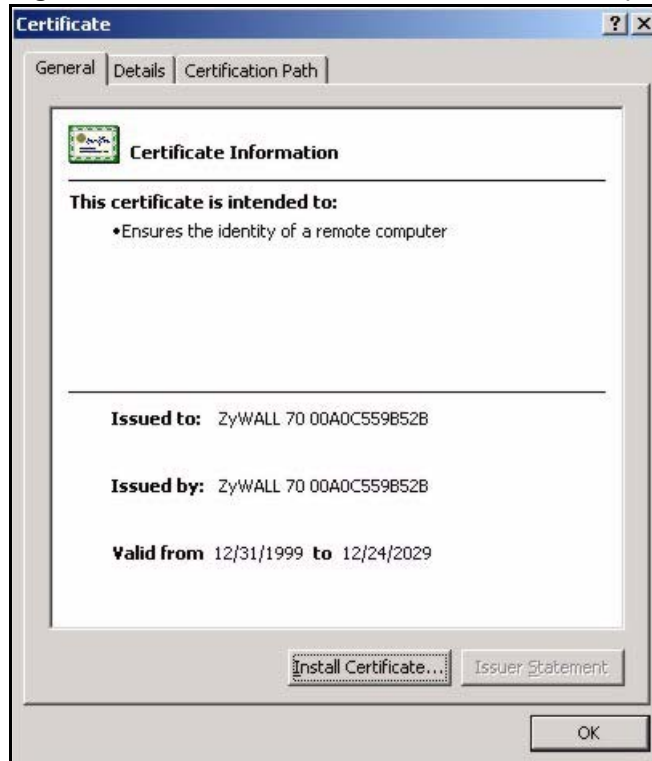 Certificate
? X
General Details Certification Path
Certificate Information
This certificate is intended to:
•Ensures the identity of a remote computer
Issued to: ZyWALL 70 00A0C559B52B
Issued by: ZyWALL 70 00A0C559B52B
Valid from 12/31/1999 to 12/24/2029
Install Certificate... Issuer Statement
OK